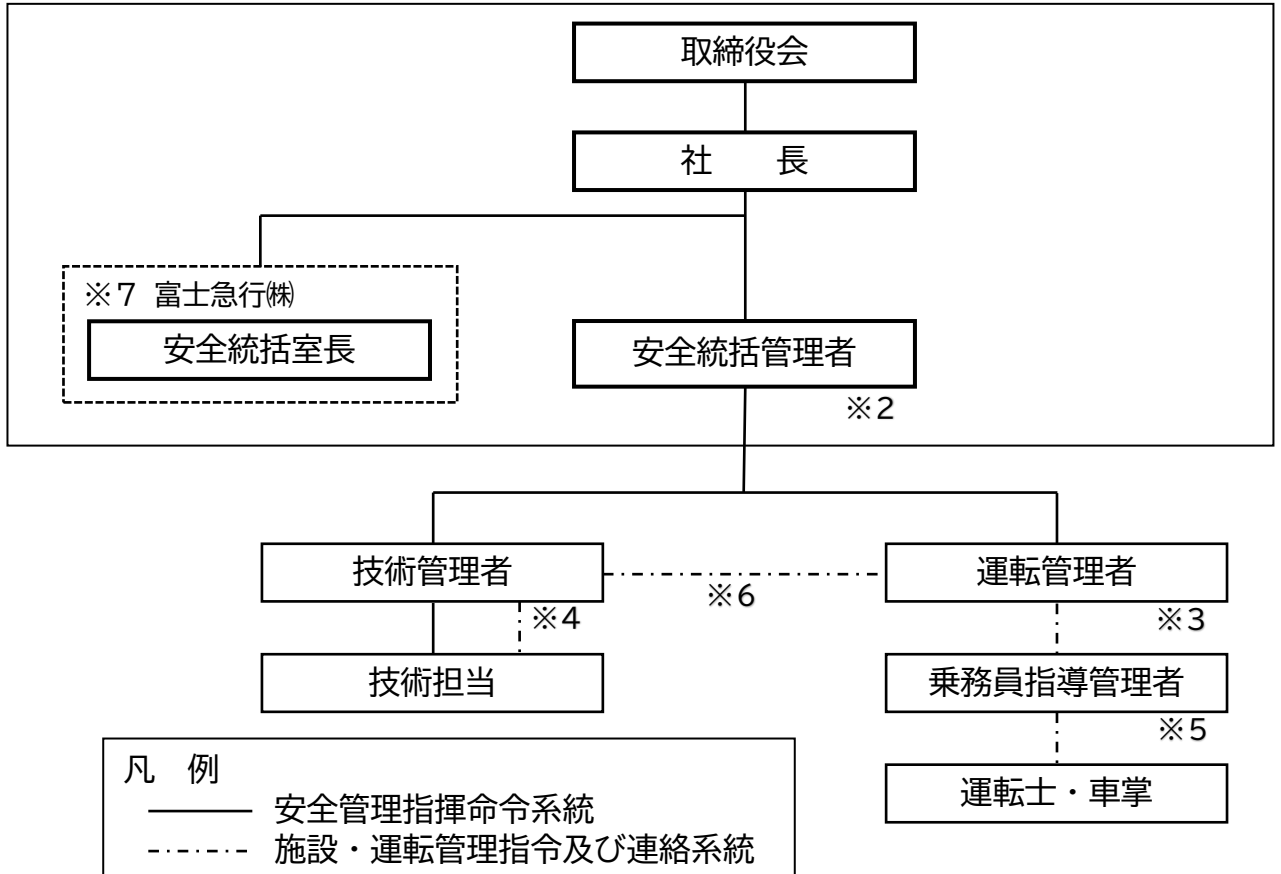 取締役会
社　　長
※７ 富士急行㈱
安全統括室長
安全統括管理者
※２
技術管理者
※６
運転管理者
※４
※３
技術担当
乗務員指導管理者
※５
運転士・車掌
凡　例
安全管理指揮命令系統
施設・運転管理指令及び連絡系統